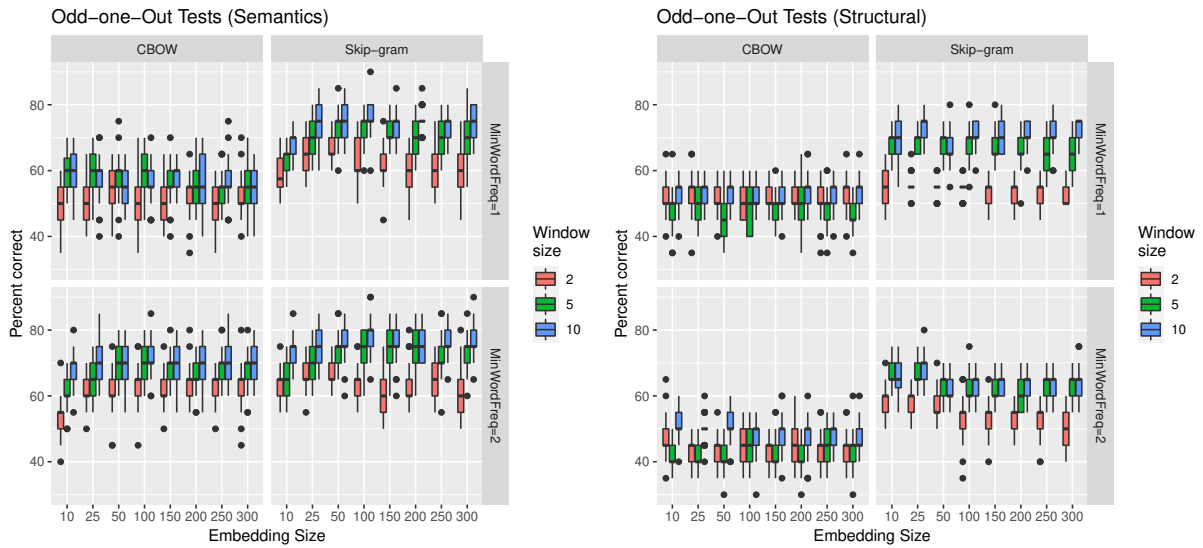 Odd−one−Out Tests (Semantics)
CBOW
Skip−gram
MinWordFreq=1
MinWordFreq=2
80
60
40
80
60
40
Percent correct
10 25 50 100 150 200 250 300
10 25 50 100 150 200 250 300
Embedding Size
Window
size
2
5
10
Odd−one−Out Tests (Structural)
CBOW
Skip−gram
MinWordFreq=1
MinWordFreq=2
80
60
40
80
60
40
Percent correct
10 25 50 100 150 200 250 300
10 25 50 100 150 200 250 300
Embedding Size
Window
size
2
5
10